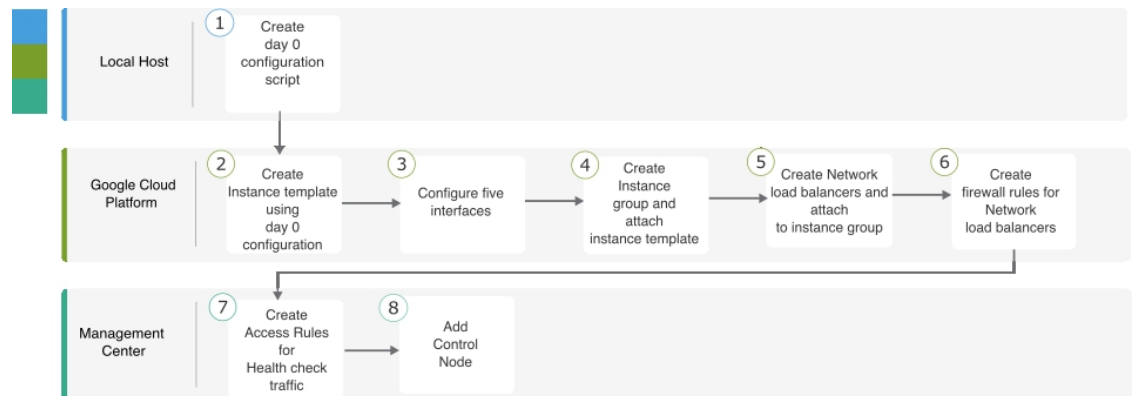 Local Host
1
Create
day 0
configuration
script
Google Cloud
Platform
2
Create
Instance template
using
day 0
configuration
3
Configure five
interfaces
4
Create
Instance
group and
attach
instance template
5
Create Network
load balancers and
attach
to instance group
6
Create
firewall rules for
Network
load balancers
Management
Center
7
Create
Access Rules
for
Health check
traffic
8
Add
Control
Node